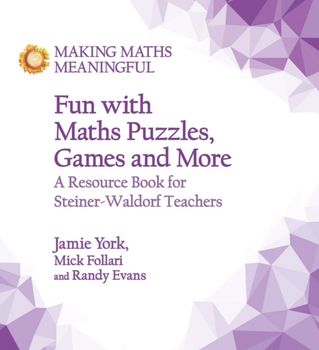 MAKING MATHS
MEANINGFUL
Fun with
Maths Puzzles,
Games and More
A Resource Book for
Steiner-Waldorf Teachers
Jamie York,
Mick Follari
and Randy Evans